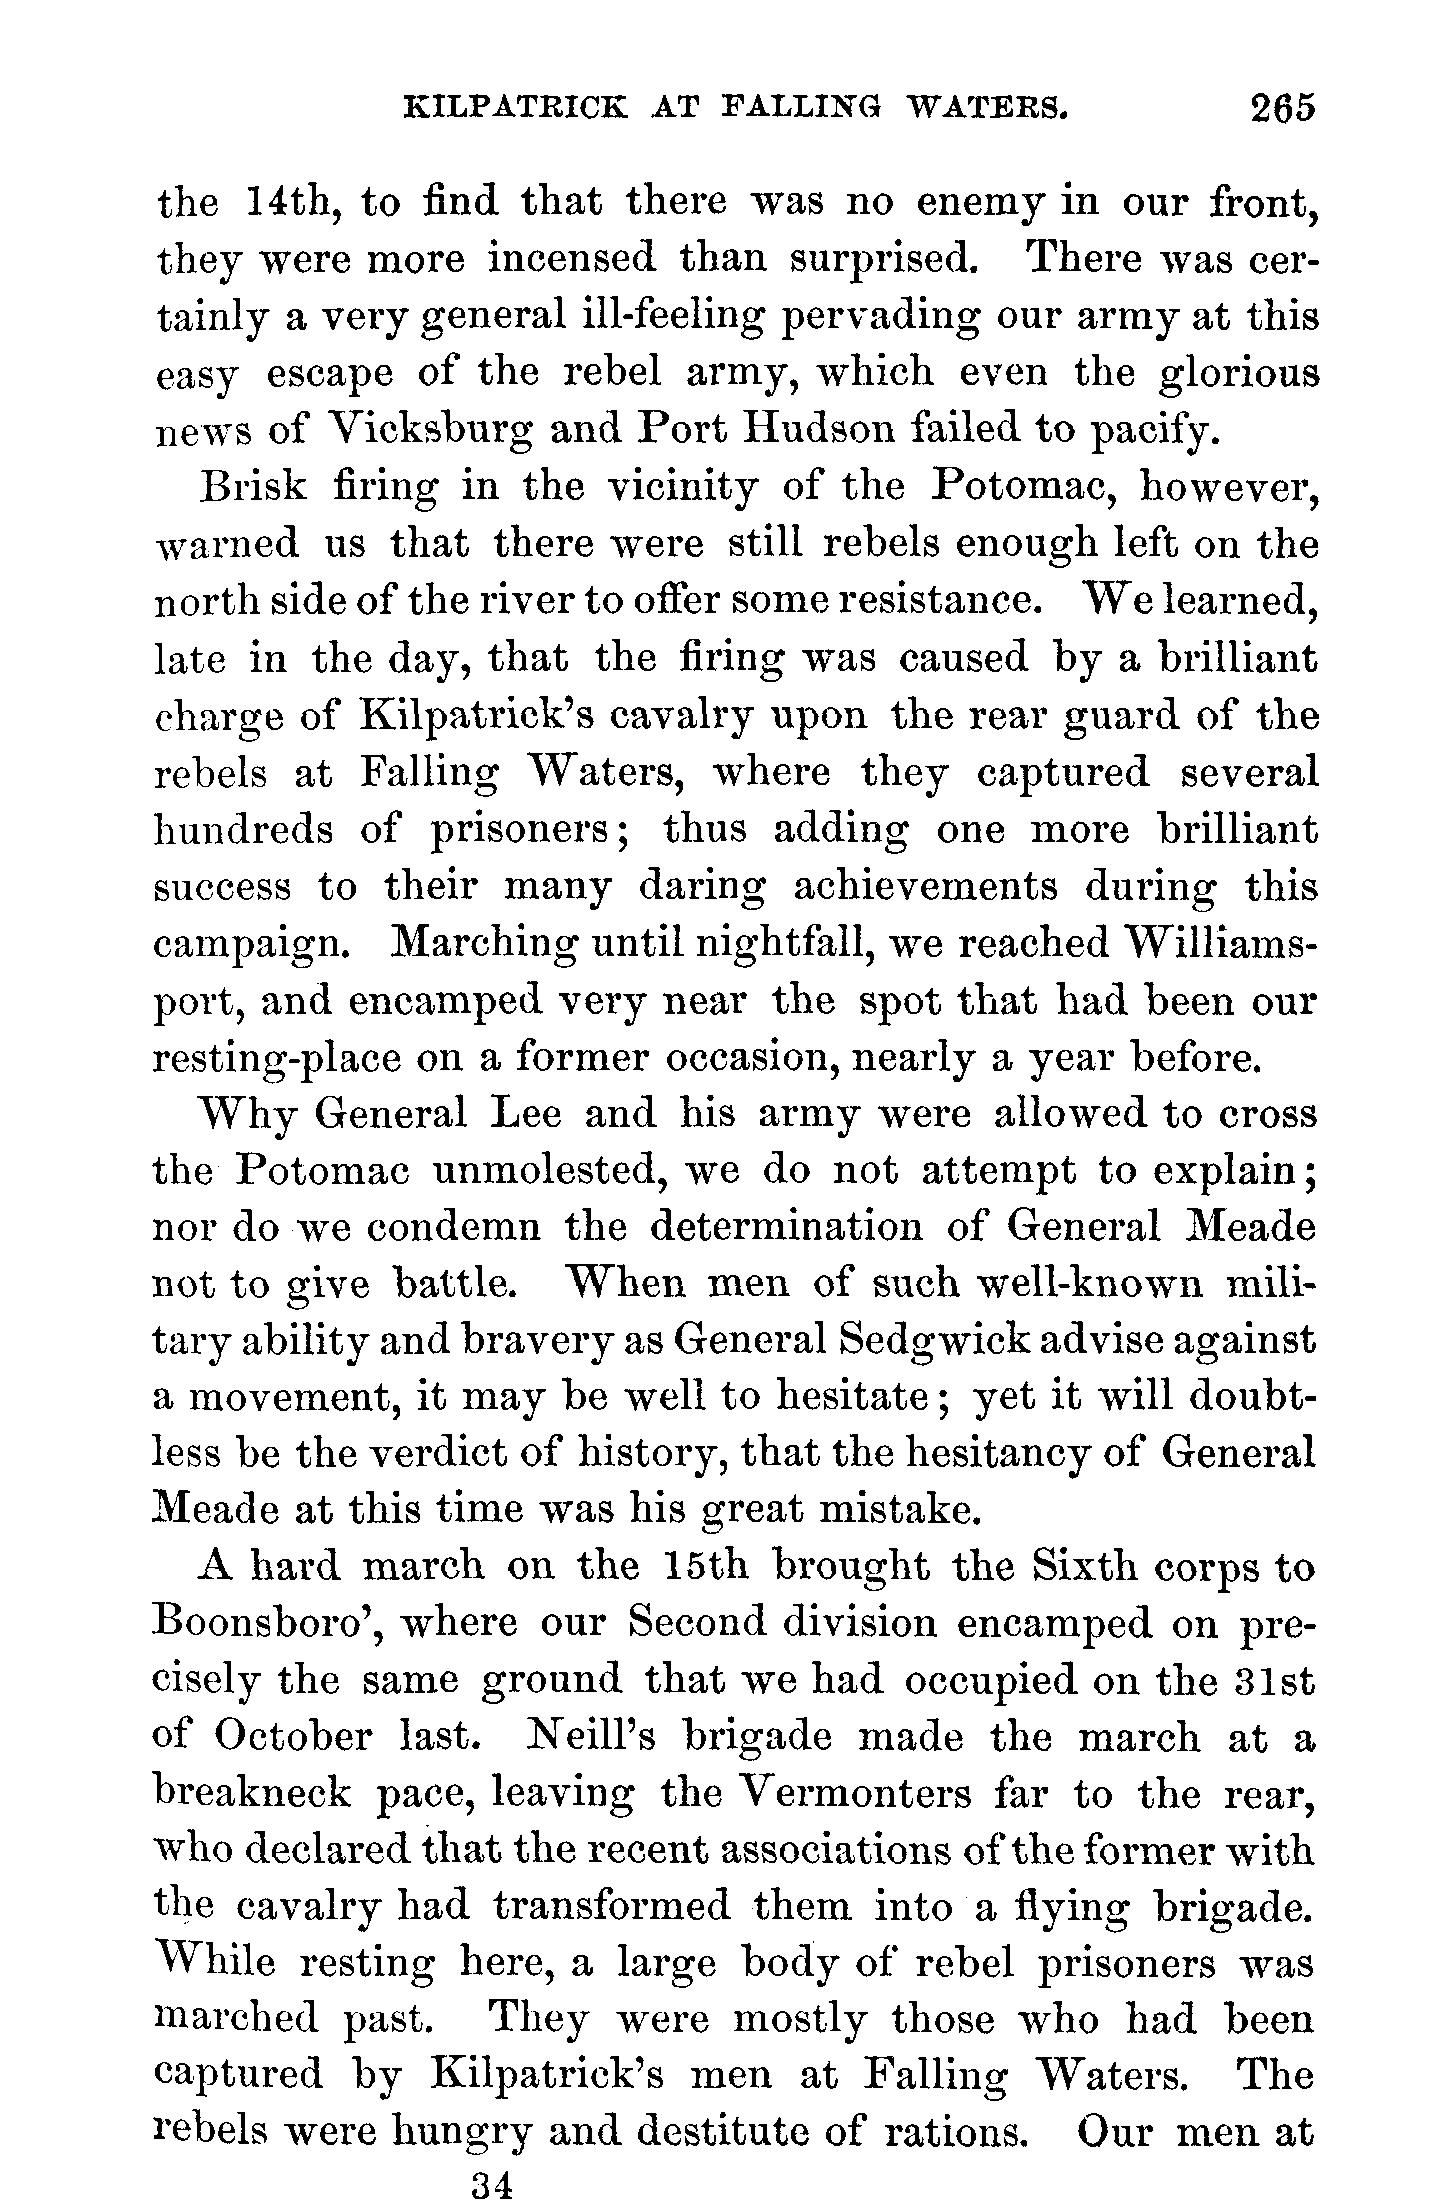 KILPATRICK AT FALLING WATERS. 265
the 14th, to find that there was no enemy in our front,
they were more incensed than surprised. There was cer-
tainly a very general ill-feeling pervading our army at this
easy escape of the rebel army, which even the glorious
news of Vicksburg and Port Hudson failed to pacify.
Brisk firing in the vicinity of the Potomac, however,
warned us that there were still rebels enough left on the
north side of the river to offer some resistance. We learned,
late in the day, that the firing was caused by a brilliant
charge of Kilpatrick's cavalry upon the rear guard of the
rebels at Falling Waters, where they captured several
hundreds of prisoners; thus adding one more brilliant
success to their many daring achievements during this
campaign. Marching until nightfall, we reached Williams-
port, and encamped very near the spot that had been our
resting-place on a former occasion, nearly a year before.
Why General Lee and his army were allowed to cross
the Potomac unmolested, we do not attempt to explain;
nor do we condemn the determination of General Meade
not to give battle. When men of such well-known mili-
tary ability and bravery as General Sedgwick advise against
a movement, it may be well to hesitate; yet it will doubt-
less be the verdict of history, that the hesitancy of General
Meade at this time was his great mistake.
A hard march on the 15th brought the Sixth corps to
Boonsboro', where our Second division encamped on pre-
cisely the same ground that we had occupied on the 31st
of October last. Neill's brigade made the march at a
breakneck pace, leaving the Vermonters far to the rear,
who declared that the recent associations of the former with
the cavalry had transformed them into a flying brigade.
While resting here, a large body of rebel prisoners was
marched past. They were mostly those who had been
captured by Kilpatrick's men at Falling Waters. The
rebels were hungry and destitute of rations. Our men at
34